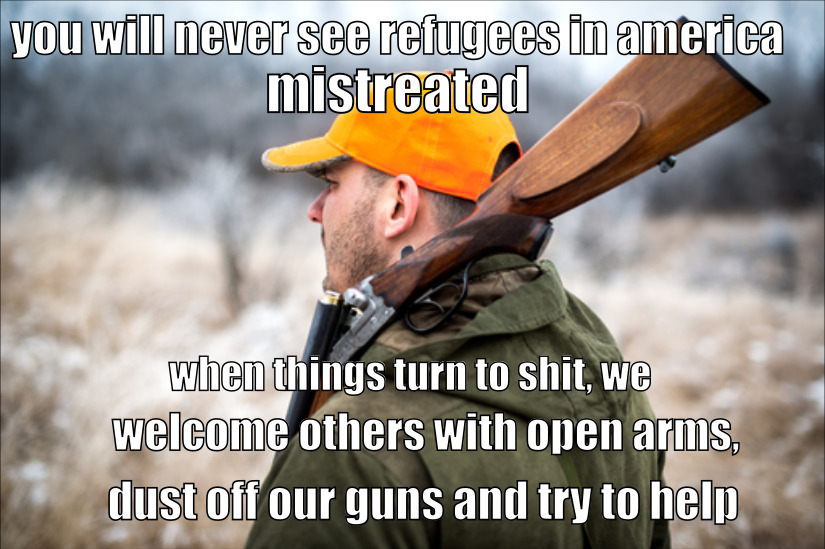 you will never see refugees in america
mistreated
when things turn to shit, we
welcome others with open arms,
dust off our guns and try to help